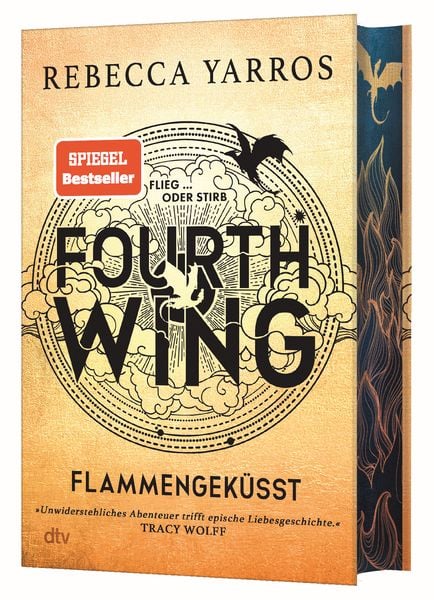 REBECCA YARROS
SPIEGEL
Bestseller
FLIEG ...
ODER STIRB
FOURTH
WING
FLAMMENGEKÜSST
»Unwiderstehliches Abenteuer trifft epische Liebesgeschichte.«
TRACY WOLFF
dtv